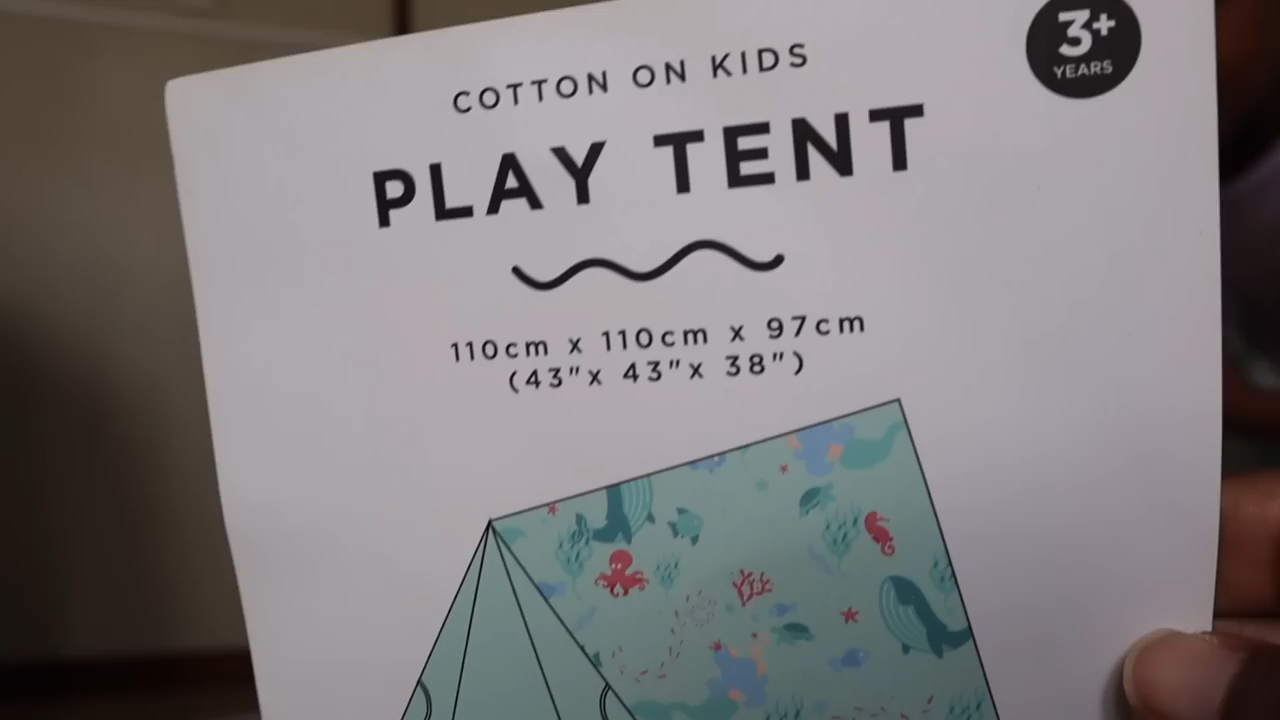 3+
YEARS
COTTON ON KIDS
PLAY TENT
110cm x 110cm x 97cm
(43"x 43"x 38")